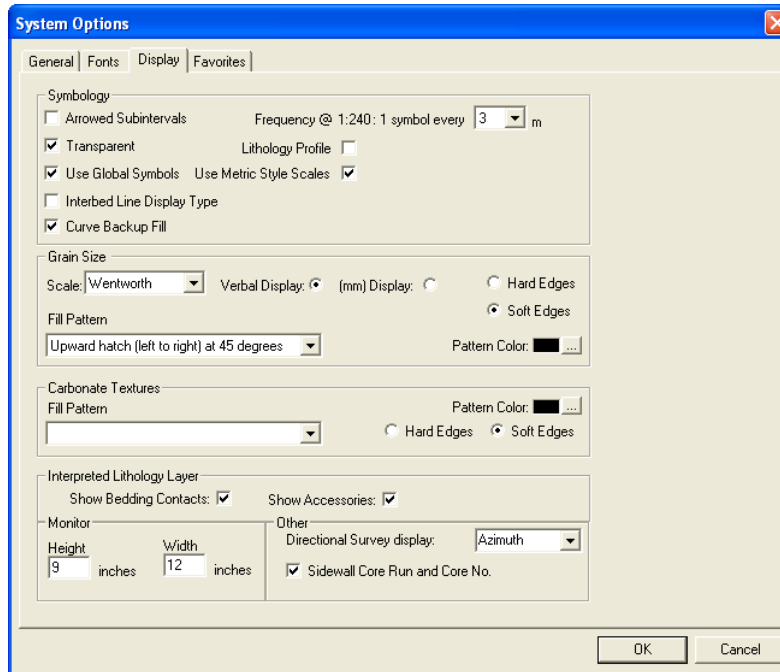 System Options
General Fonts Display Favorites
Symbology
Arrowed Subintervals Frequency @ 1:240: 1 symbol every 3 m
Transparent Lithology Profile
Use Global Symbols Use Metric Style Scales
Interbed Line Display Type
Curve Backup Fill
Grain Size
Scale: Wentworth Verbal Display: (mm) Display: Hard Edges
Soft Edges
Fill Pattern
Upward hatch (left to right) at 45 degrees Pattern Color: ...
Carbonate Textures
Fill Pattern Pattern Color: ...
Hard Edges Soft Edges
Interpreted Lithology Layer
Show Bedding Contacts: Show Accessories:
Monitor Other
Directional Survey display: Azimuth
Height Width
9 inches 12 inches
Sidewall Core Run and Core No.
OK Cancel